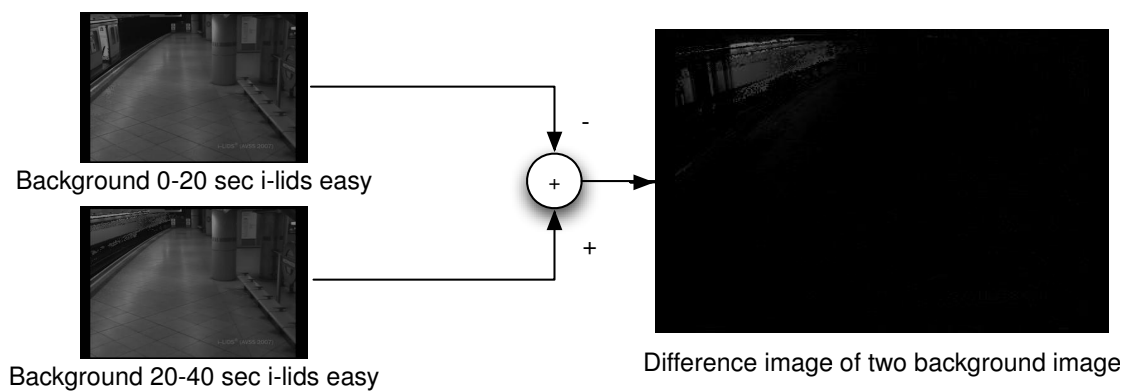 -
+
Background 0-20 sec i-lids easy
+
Background 20-40 sec i-lids easy
Difference image of two background image